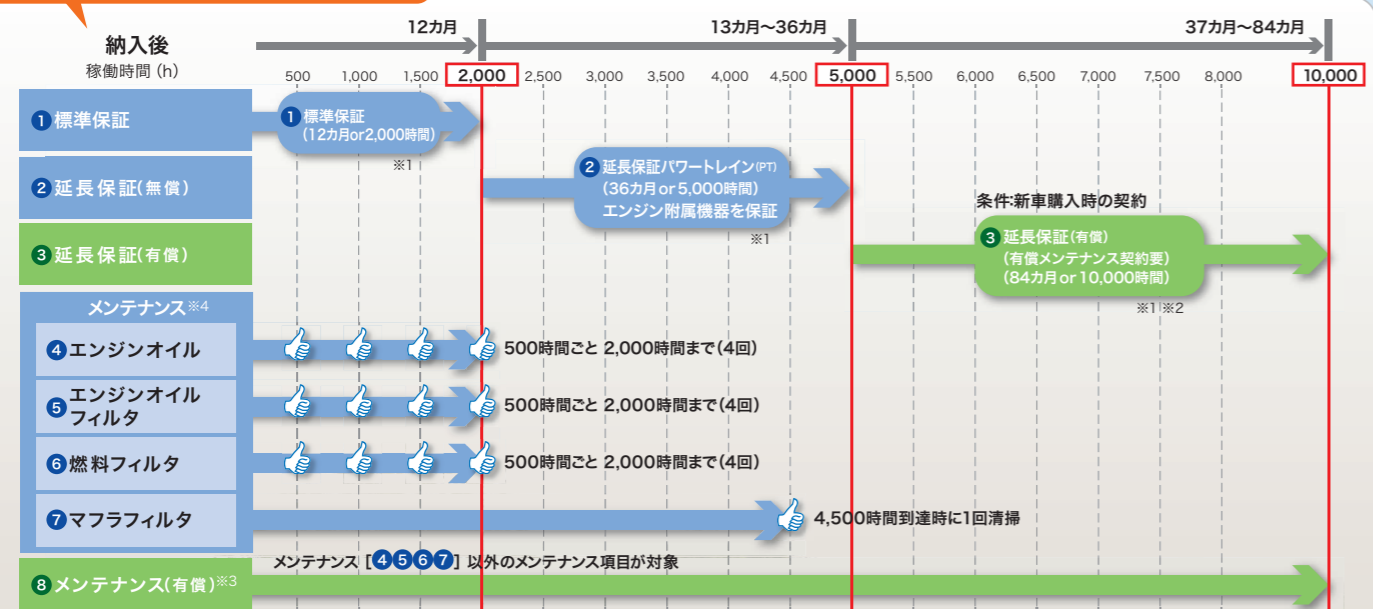 12カ月
13カ月～36カ月
37カ月～84カ月
納入後
稼働時間（h）
500 1,000 1,500 2,000 2,500 3,000 3,500 4,000 4,500 5,000 5,500 6,000 6,500 7,000 7,500 8,000 10,000
❶標準保証
❶標準保証
（12カ月or2,000時間）
※1
❷延長保証(無償)
❷延長保証パワートレイン(PT)
（36カ月or5,000時間）
エンジン附属機器を保証
※1
条件:新車購入時の契約
❸延長保証(有償)
❸延長保証(有償)
（有償メンテナンス契約要）
（84カ月or10,000時間）
※1 ※2
メンテナンス※4
❹エンジンオイル
500時間ごと 2,000時間まで(4回)
❺エンジンオイル
フィルタ
500時間ごと 2,000時間まで(4回)
❻燃料フィルタ
500時間ごと 2,000時間まで(4回)
❼マフラフィルタ
4,500時間到達時に1回清掃
メンテナンス［❹❺❻❼］以外のメンテナンス項目が対象
❽メンテナンス(有償)※3